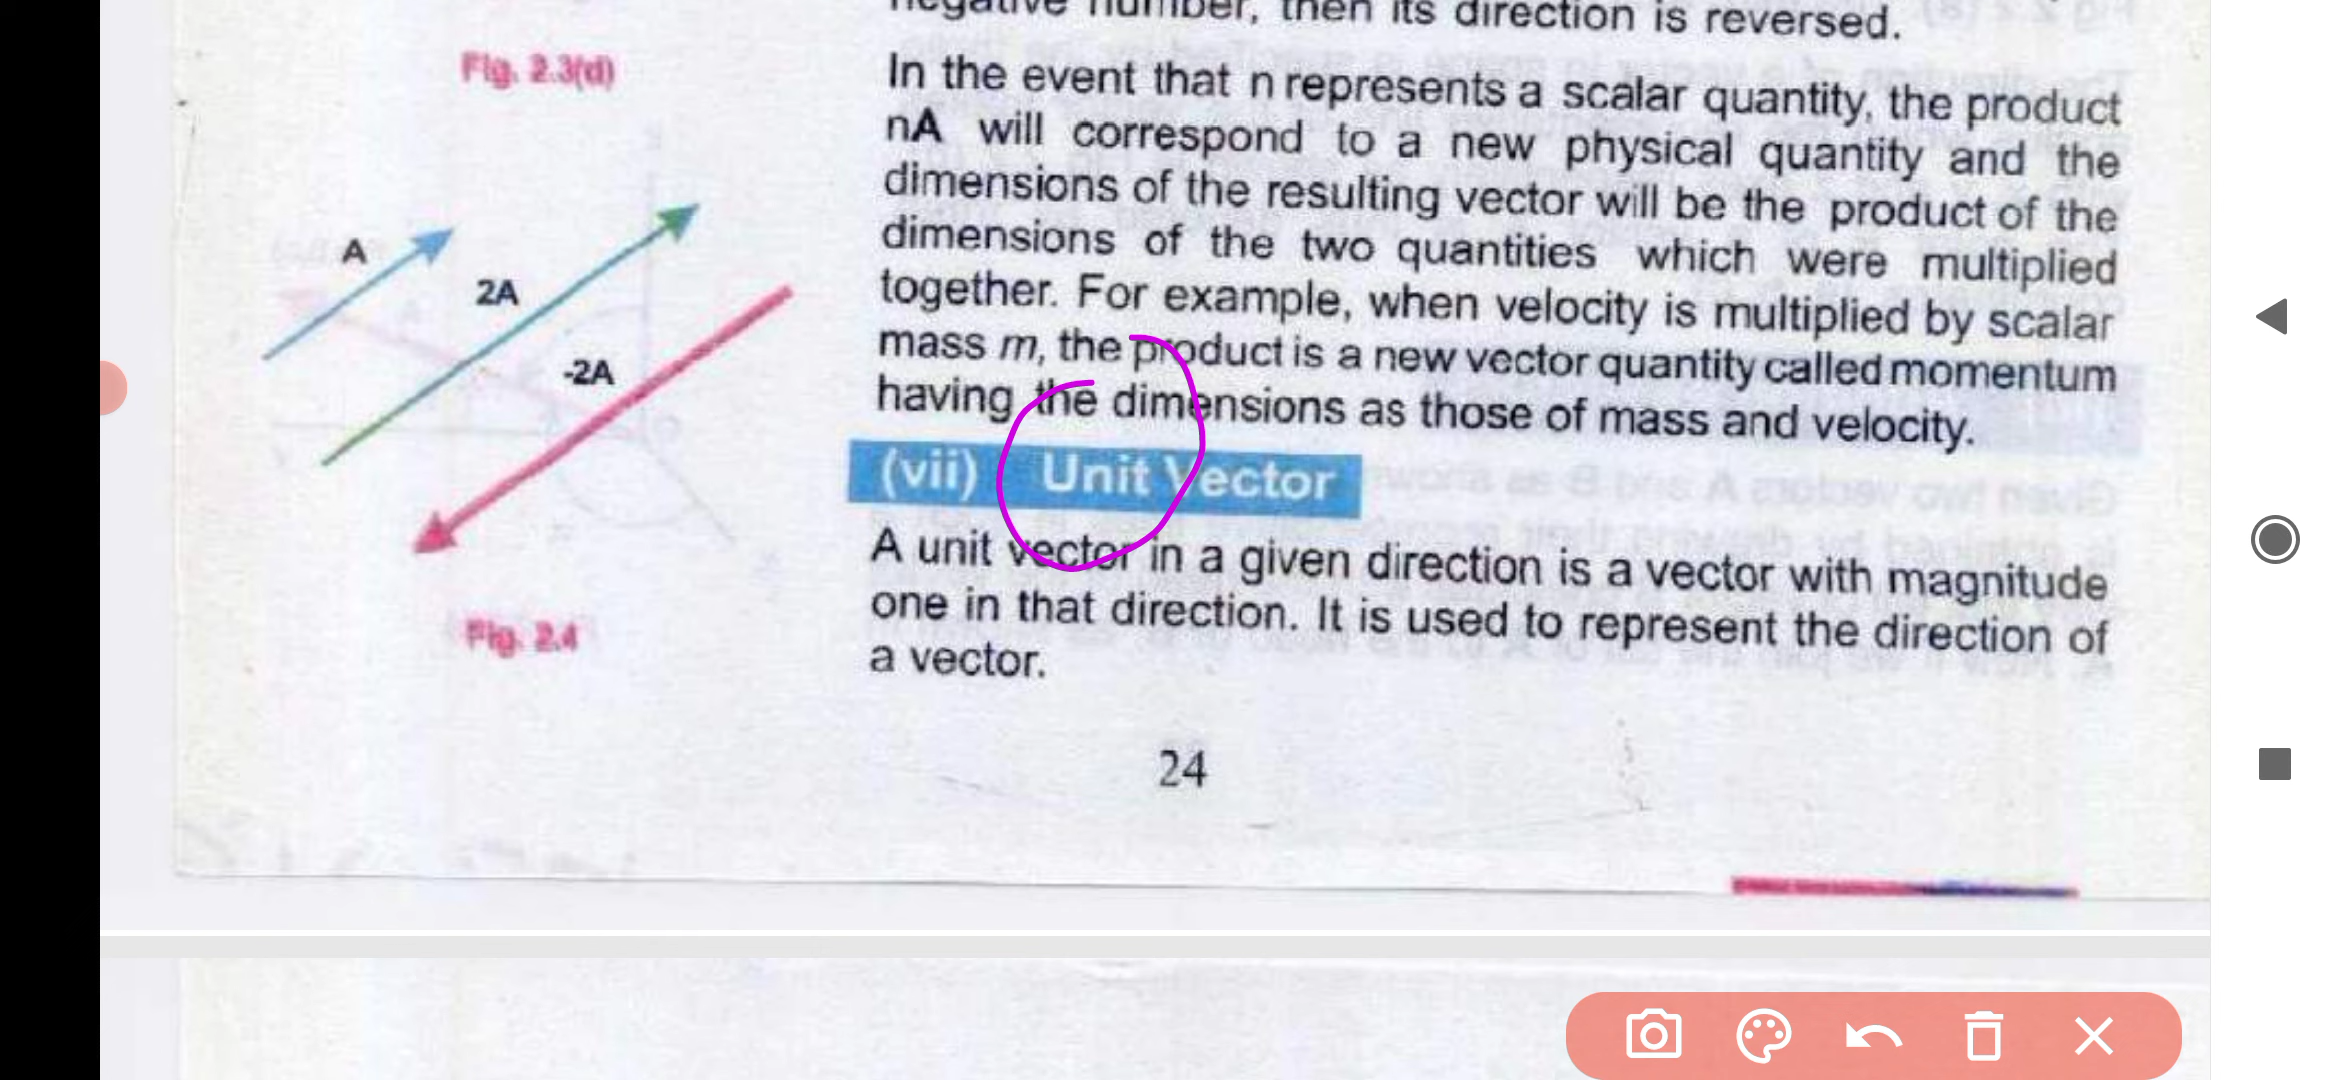 negative number, then its direction is reversed.
Fig. 2.3(d)
In the event that n represents a scalar quantity, the product
nA will correspond to a new physical quantity and the
dimensions of the resulting vector will be the product of the
dimensions of the two quantities which were multiplied
together. For example, when velocity is multiplied by scalar
mass m, the product is a new vector quantity called momentum
having the dimensions as those of mass and velocity.
A
2A
-2A
Fig. 2.4
(vii) Unit Vector
A unit vector in a given direction is a vector with magnitude
one in that direction. It is used to represent the direction of
a vector.
24